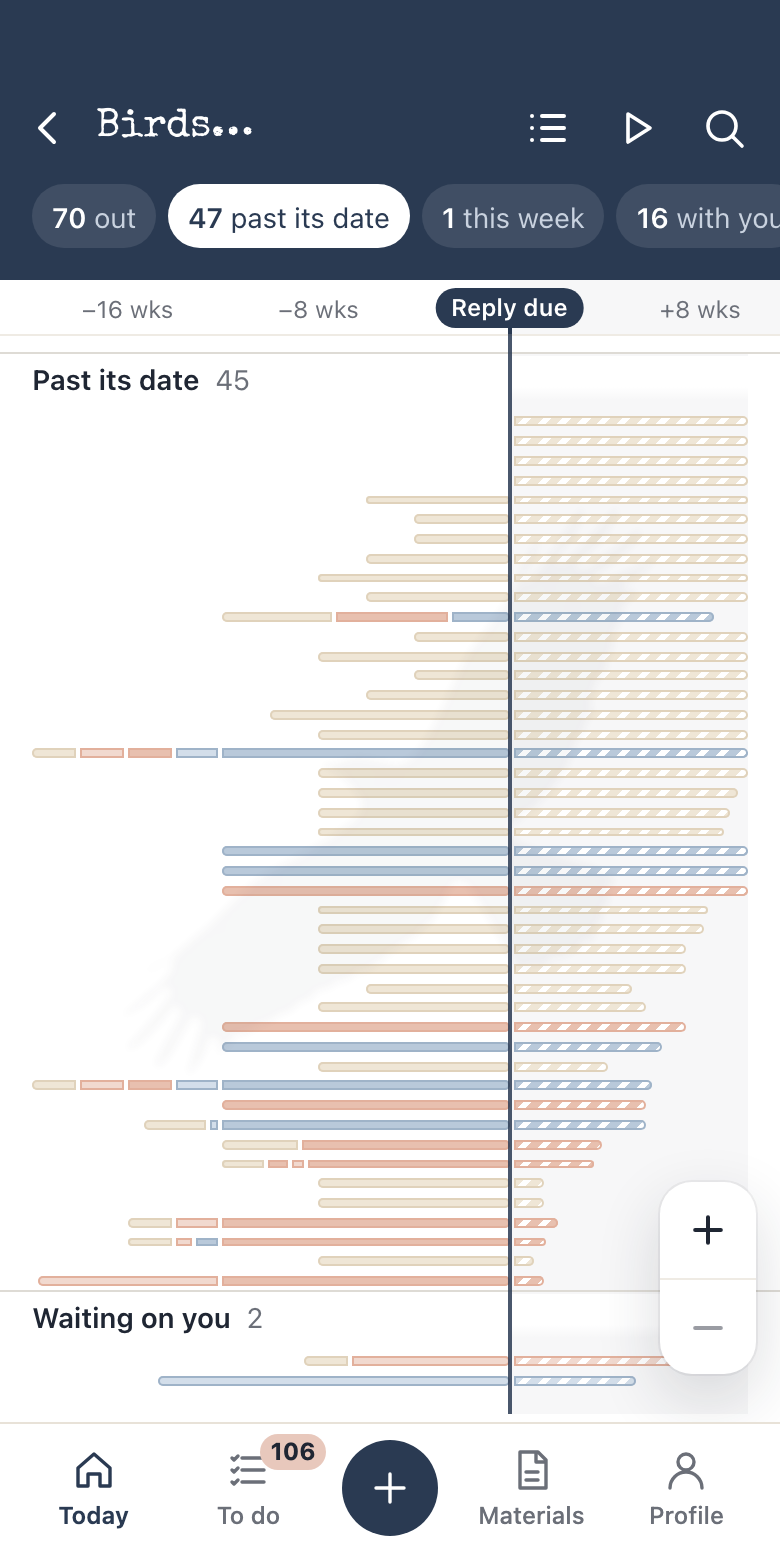 Birds...
70 out
47 past its date
1 this week
16 with you
−16 wks
−8 wks
Reply due
+8 wks
Past its date 45
Waiting on you 2
106
Today
To do
Materials
Profile